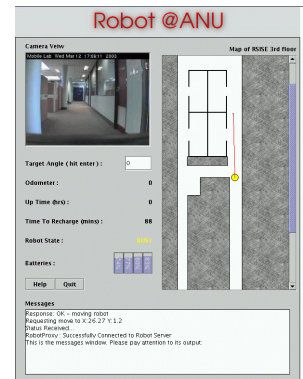 Robot @ANU
Camera Veiw
Map of RSISE 3rd floor
Mobile Lab Wed Mar 12 17:09:11 2003
Target Angle ( hit enter ) :
0
Odometer :
0
Up Time (hrs) :
0
Time To Recharge (mins) :
88
Robot State :
Batteries :
Help
Quit
Messages
Response: OK - moving robot
Requesting move to X:26.27 Y:1.2
Status Received...
RobotProxy : Successfully Connected to Robot Server
This is the messages window. Please pay attention to its output: